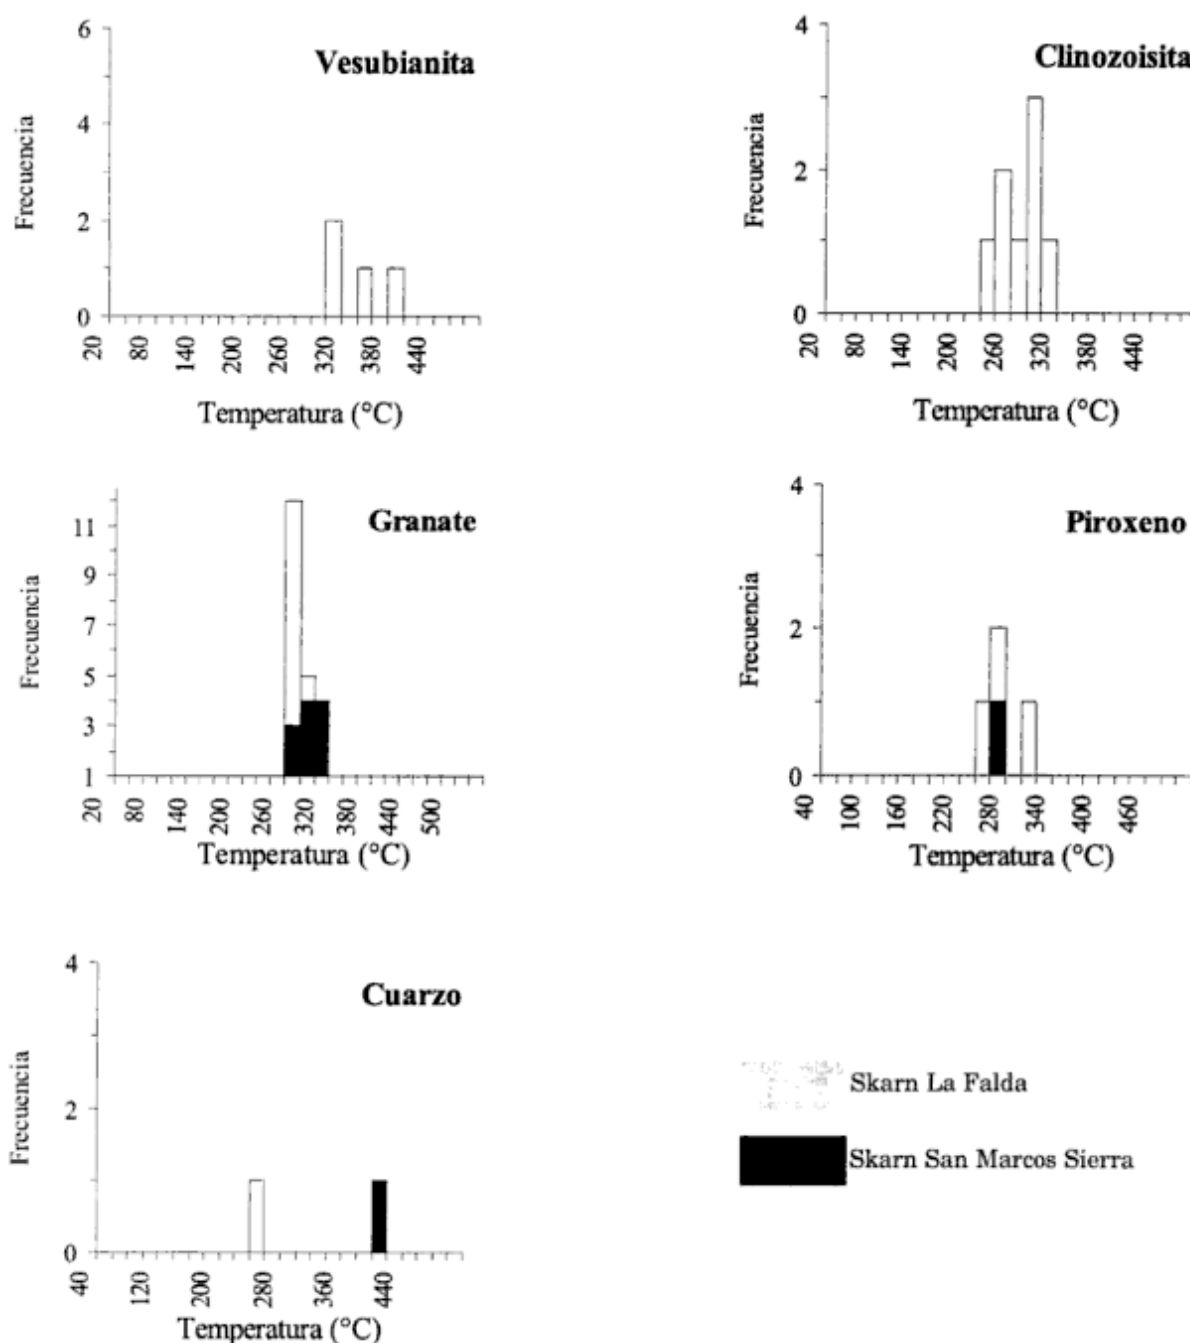 Vesubianita
Frecuencia
6
4
2
0
20 80 140 200 260 320 380 440
Temperatura (°C)
Clinozoisita
Frecuencia
4
2
0
20 80 140 200 260 320 440
Temperatura (°C)
Granate
Frecuencia
11
9
7
5
3
1
20 80 140 200 260 320 380 440 500
Temperatura (°C)
Piroxeno
Frecuencia
4
2
0
40 100 160 220 280 340 400 460
Temperatura (°C)
Cuarzo
Frecuencia
4
2
0
40 120 200 280 360 440
Temperatura (°C)
Skarn La Falda
Skarn San Marcos Sierra